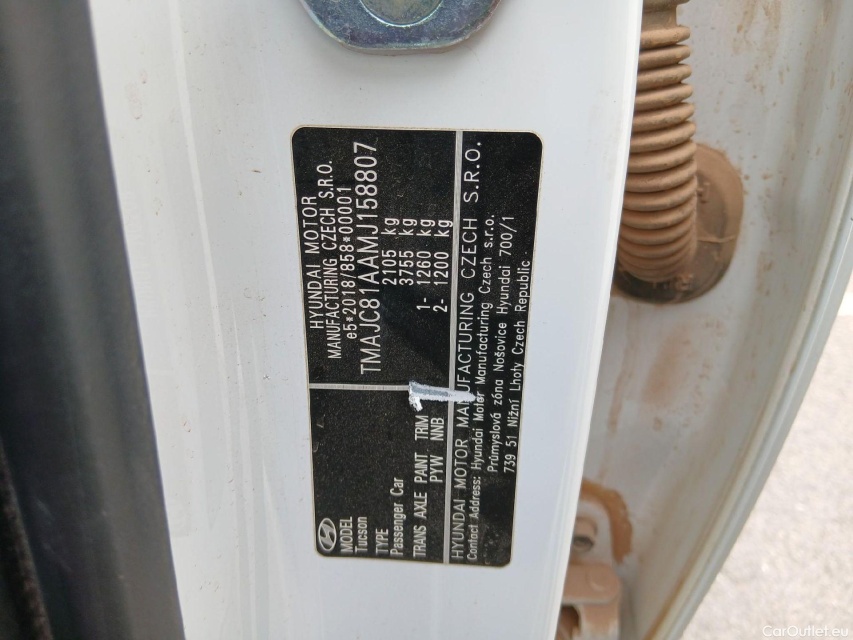 HYUNDAI MOTOR
MANUFACTURING CZECH S.R.O.
e5*2018/858*00001
TMAJC81AAMJ158807
2105 kg
3755 kg
1- 1260 kg
2- 1200 kg
MODEL
Tucson
TYPE
Passenger Car
TRANS AXLE PAINT TRIM
PYW NNB
HYUNDAI MOTOR MANUFACTURING CZECH S.R.O.
Contact Address: Hyundai Motor Manufacturing Czech s.r.o.
Průmyslová zóna Nošovice Hyundai 700/1
739 51 Nižní Lhoty Czech Republic
CarOutlet.eu